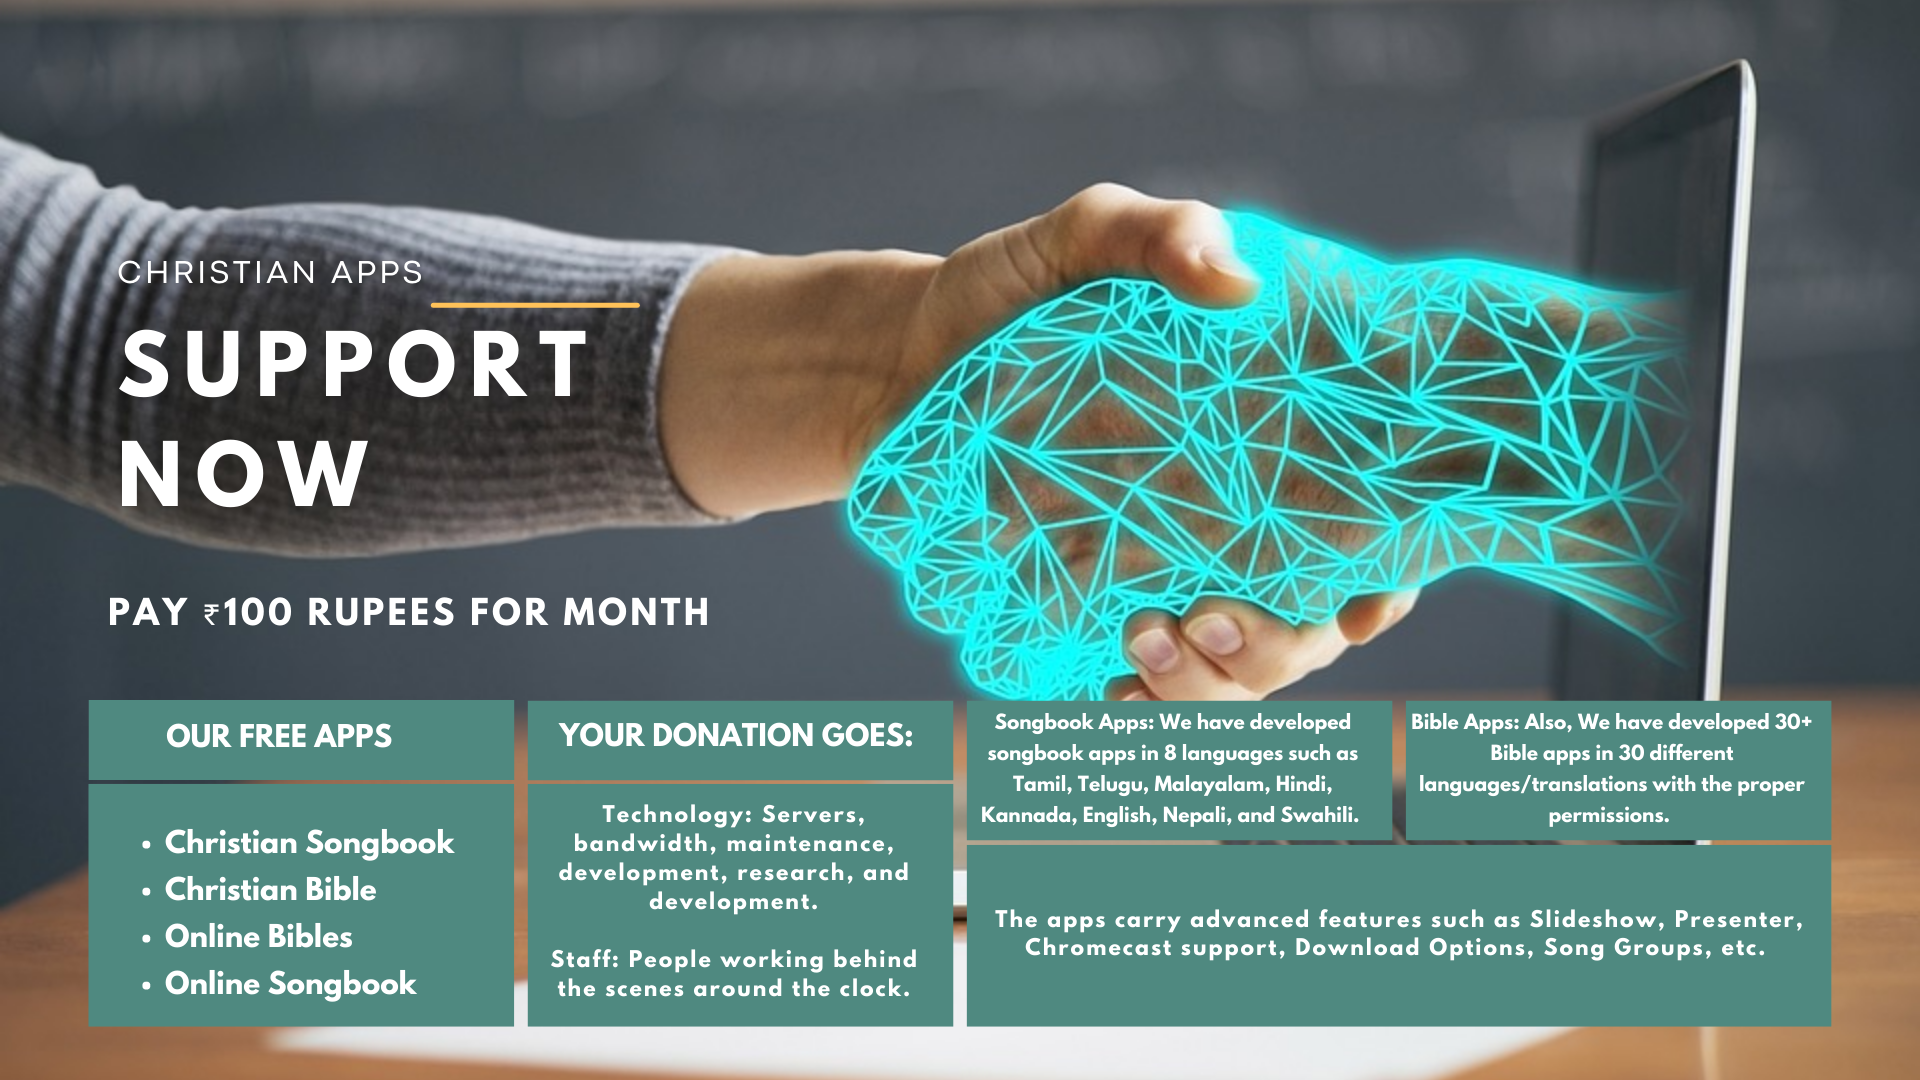 CHRISTIAN APPS
SUPPORT
NOW
PAY ₹100 RUPEES FOR MONTH
OUR FREE APPS
• Christian Songbook
• Christian Bible
• Online Bibles
• Online Songbook
YOUR DONATION GOES:
Technology: Servers,
bandwidth, maintenance,
development, research, and
development.
Staff: People working behind
the scenes around the clock.
Songbook Apps: We have developed
songbook apps in 8 languages such as
Tamil, Telugu, Malayalam, Hindi,
Kannada, English, Nepali, and Swahili.
Bible Apps: Also, We have developed 30+
Bible apps in 30 different
languages/translations with the proper
permissions.
The apps carry advanced features such as Slideshow, Presenter,
Chromecast support, Download Options, Song Groups, etc.